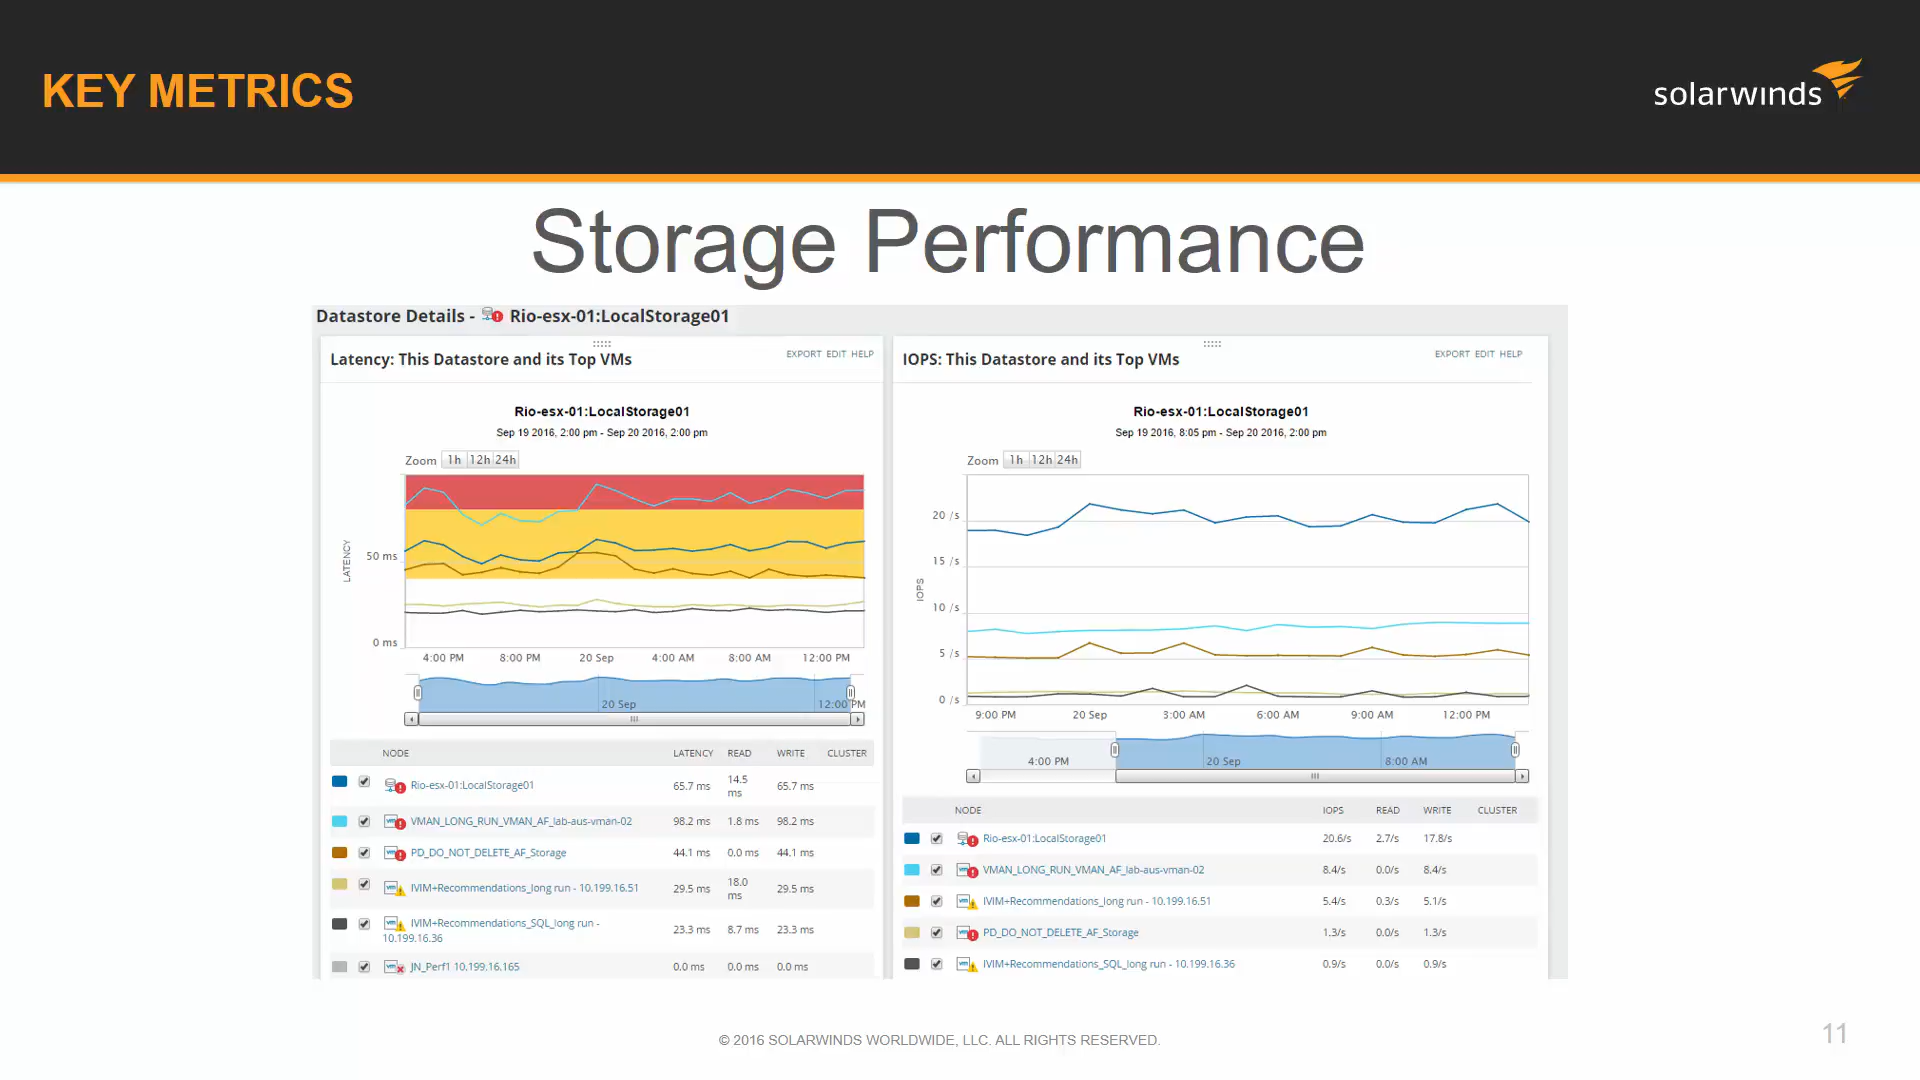 KEY METRICS
solarwinds
Storage Performance
Datastore Details - Rio-esx-01:LocalStorage01
Latency: This Datastore and its Top VMs
EXPORT EDIT HELP
Rio-esx-01:LocalStorage01
Sep 19 2016, 2:00 pm - Sep 20 2016, 2:00 pm
Zoom 1h 12h 24h
LATENCY
50 ms
0 ms
4:00 PM 8:00 PM 20 Sep 4:00 AM 8:00 AM 12:00 PM
20 Sep 12:00 PM
NODE LATENCY READ WRITE CLUSTER
Rio-esx-01:LocalStorage01 65.7 ms 14.5 ms 65.7 ms
VMAN_LONG_RUN_VMAN_AF_lab-aus-vman-02 98.2 ms 1.8 ms 98.2 ms
PD_DO_NOT_DELETE_AF_Storage 44.1 ms 0.0 ms 44.1 ms
IVIM+Recommendations_long run - 10.199.16.51 29.5 ms 18.0 ms 29.5 ms
IVIM+Recommendations_SQL_long run -
10.199.16.36 23.3 ms 8.7 ms 23.3 ms
JN_Perf1 10.199.16.165 0.0 ms 0.0 ms 0.0 ms
IOPS: This Datastore and its Top VMs
EXPORT EDIT HELP
Rio-esx-01:LocalStorage01
Sep 19 2016, 8:05 pm - Sep 20 2016, 2:00 pm
Zoom 1h 12h 24h
IOPS
20 /s
15 /s
10 /s
5 /s
0 /s
9:00 PM 20 Sep 3:00 AM 6:00 AM 9:00 AM 12:00 PM
4:00 PM 20 Sep 8:00 AM
NODE IOPS READ WRITE CLUSTER
Rio-esx-01:LocalStorage01 20.6/s 2.7/s 17.8/s
VMAN_LONG_RUN_VMAN_AF_lab-aus-vman-02 8.4/s 0.0/s 8.4/s
IVIM+Recommendations_long run - 10.199.16.51 5.4/s 0.3/s 5.1/s
PD_DO_NOT_DELETE_AF_Storage 1.3/s 0.0/s 1.3/s
IVIM+Recommendations_SQL_long run - 10.199.16.36 0.9/s 0.0/s 0.9/s
© 2016 SOLARWINDS WORLDWIDE, LLC. ALL RIGHTS RESERVED.
11